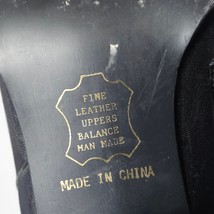 FINE
LEATHER
UPPERS
BALANCE
MAN MADE
MADE IN CHINA